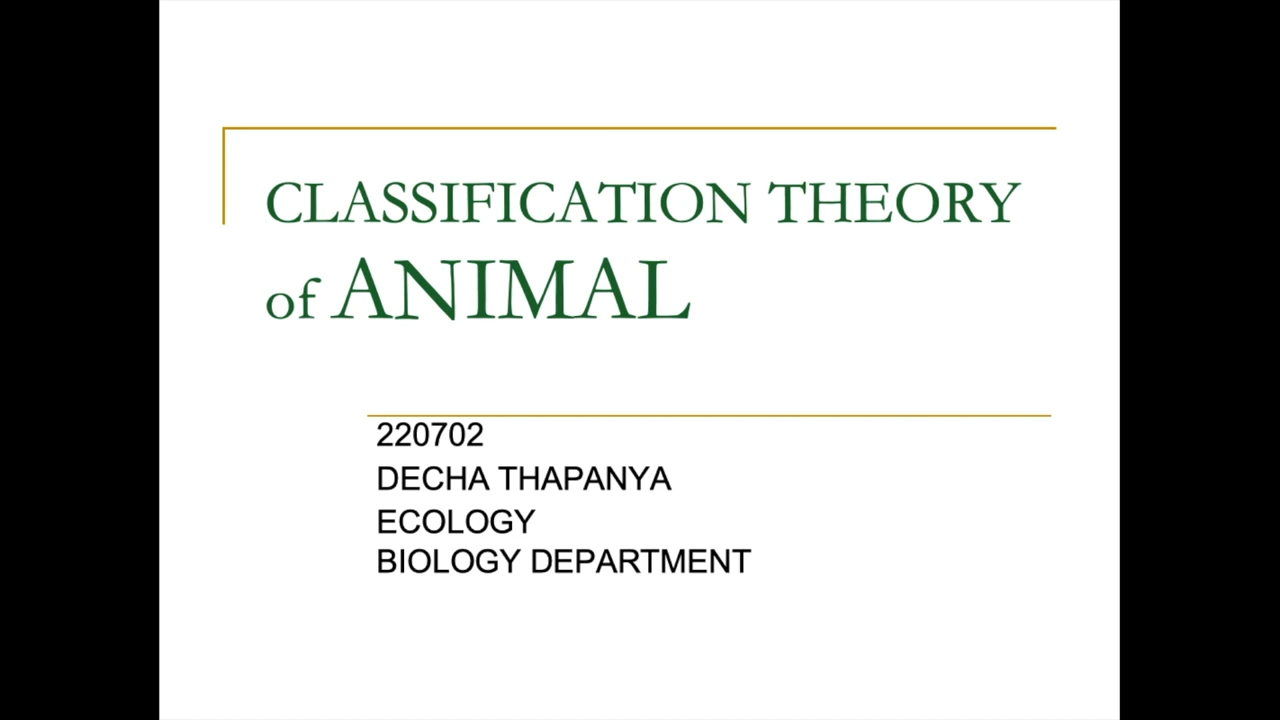 CLASSIFICATION THEORY
of ANIMAL
220702
DECHA THAPANYA
ECOLOGY
BIOLOGY DEPARTMENT